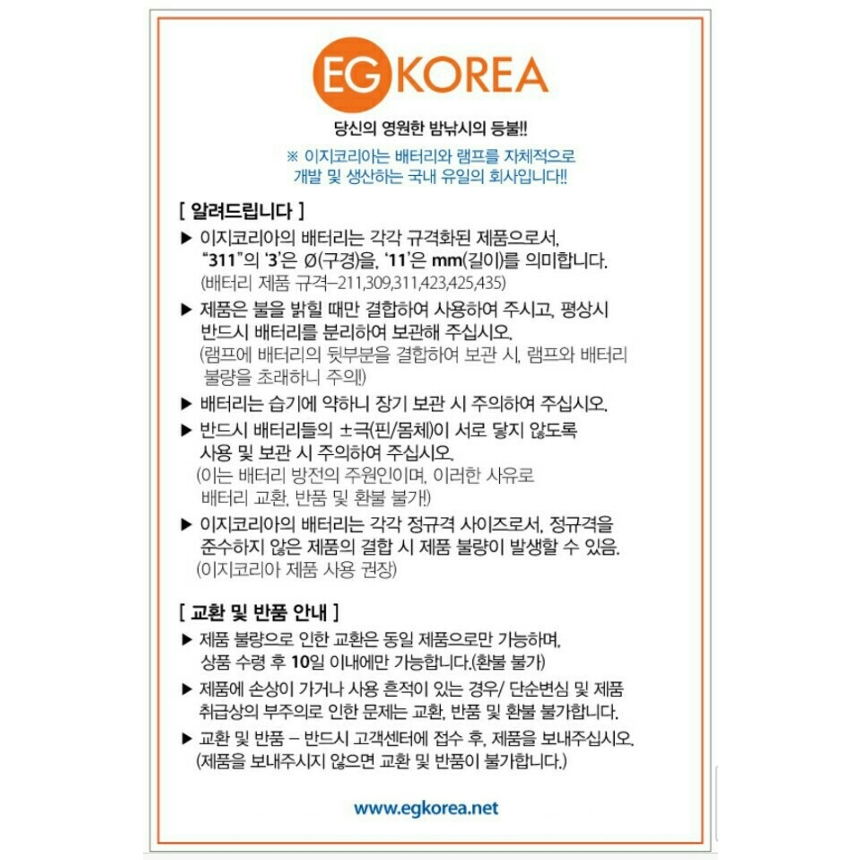 EG KOREA
당신의 영원한 밤낚시의 등불!!
※ 이지코리아는 배터리와 램프를 자체적으로
개발 및 생산하는 국내 유일의 회사입니다!!
[ 알려드립니다 ]
▶ 이지코리아의 배터리는 각각 규격화된 제품으로서,
“311”의 ‘3’은 Ø(구경)을, ‘11’은 mm(길이)를 의미합니다.
(배터리 제품 규격–211,309,311,423,425,435)
▶ 제품은 불을 밝힐 때만 결합하여 사용하여 주시고, 평상시
반드시 배터리를 분리하여 보관해 주십시오.
(램프에 배터리의 뒷부분을 결합하여 보관 시, 램프와 배터리
불량을 초래하니 주의!)
▶ 배터리는 습기에 약하니 장기 보관 시 주의하여 주십시오.
▶ 반드시 배터리들의 ±극(핀/몸체)이 서로 닿지 않도록
사용 및 보관 시 주의하여 주십시오.
(이는 배터리 방전의 주원인이며, 이러한 사유로
배터리 교환, 반품 및 환불 불가!)
▶ 이지코리아의 배터리는 각각 정규격 사이즈로서, 정규격을
준수하지 않은 제품의 결합 시 제품 불량이 발생할 수 있음.
(이지코리아 제품 사용 권장)
[ 교환 및 반품 안내 ]
▶ 제품 불량으로 인한 교환은 동일 제품으로만 가능하며,
상품 수령 후 10일 이내에만 가능합니다.(환불 불가)
▶ 제품에 손상이 가거나 사용 흔적이 있는 경우/ 단순변심 및 제품
취급상의 부주의로 인한 문제는 교환, 반품 및 환불 불가합니다.
▶ 교환 및 반품 – 반드시 고객센터에 접수 후, 제품을 보내주십시오.
(제품을 보내주시지 않으면 교환 및 반품이 불가합니다.)
www.egkorea.net